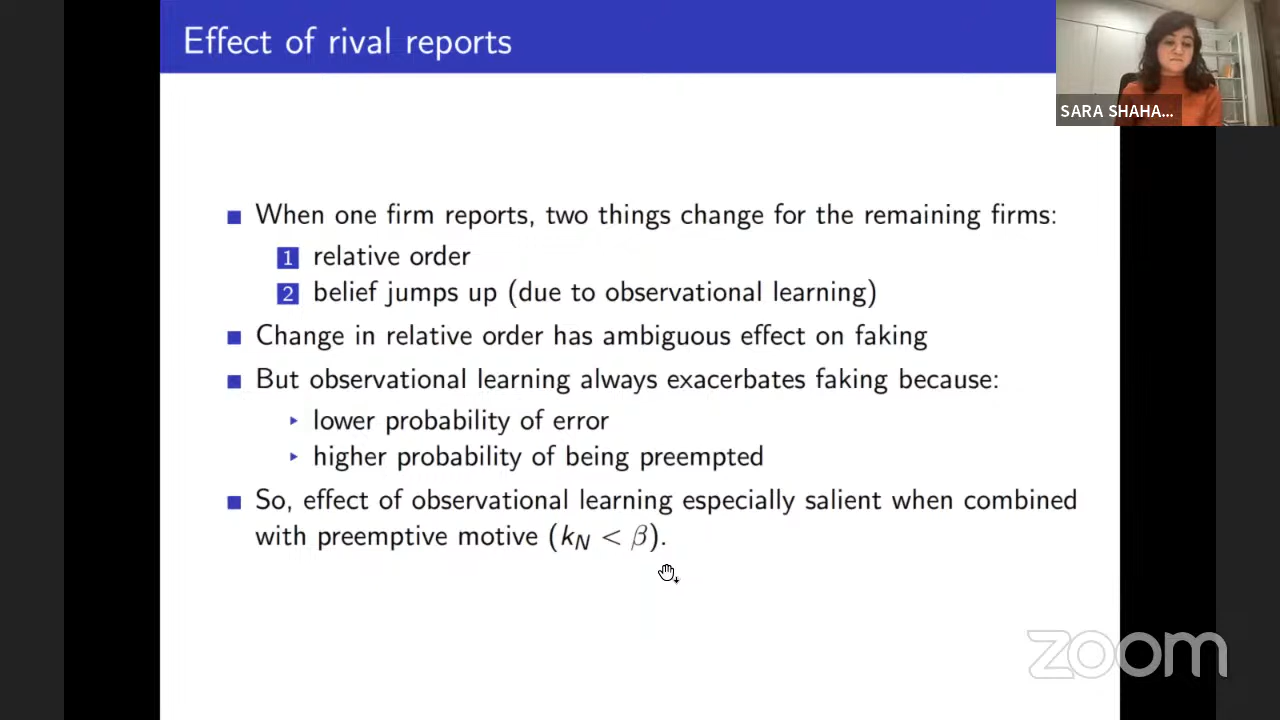 Effect of rival reports
SARA SHAHA...
When one firm reports, two things change for the remaining firms:
1 relative order
2 belief jumps up (due to observational learning)
Change in relative order has ambiguous effect on faking
But observational learning always exacerbates faking because:
lower probability of error
higher probability of being preempted
So, effect of observational learning especially salient when combined
with preemptive motive (k_N < β).
zoom